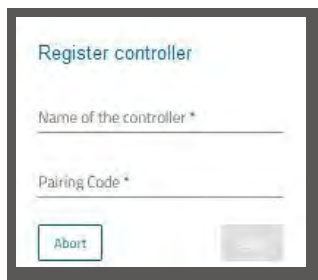 Register controller
Name of the controller *
Pairing Code *
Abort